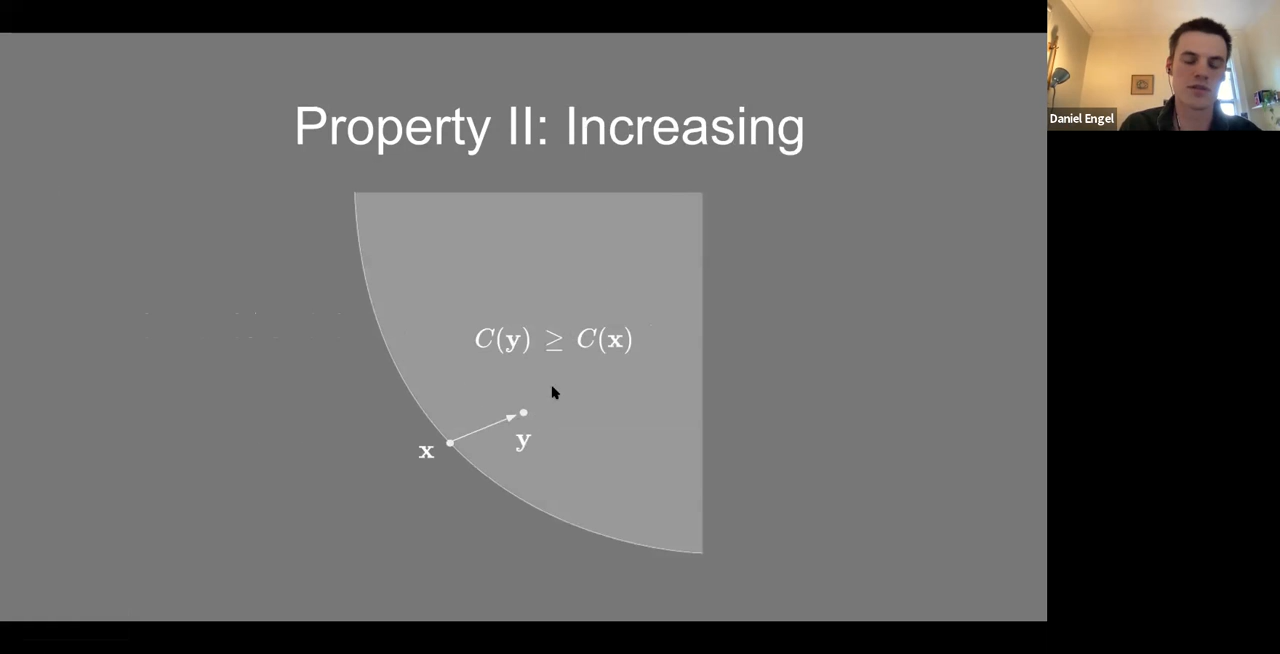 Property II: Increasing
C(y) ≥ C(x)
x
y
Daniel Engel